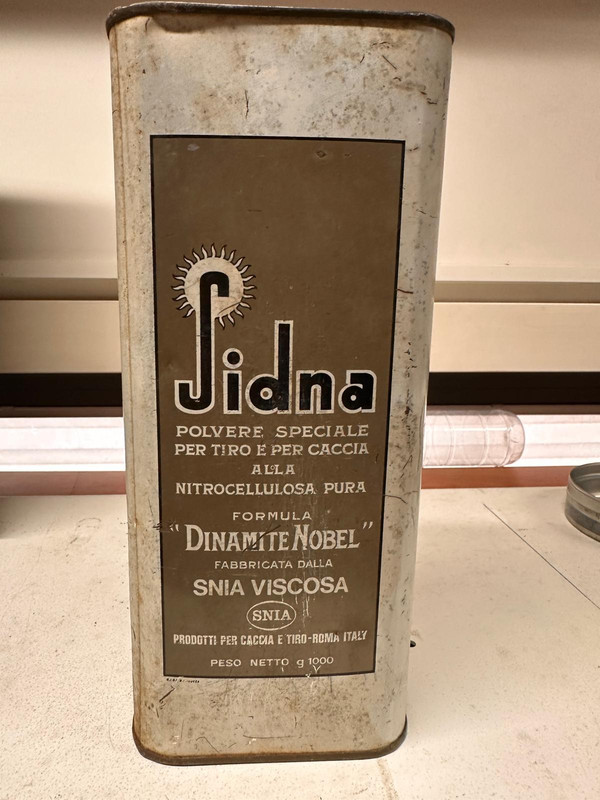 Sidna
POLVERE SPECIALE
PER TIRO E PER CACCIA
ALLA
NITROCELLULOSA PURA
FORMULA
"DINAMITE NOBEL"
FABBRICATA DALLA
SNIA VISCOSA
SNIA
PRODOTTI PER CACCIA E TIRO-ROMA ITALY
PESO NETTO g 1000